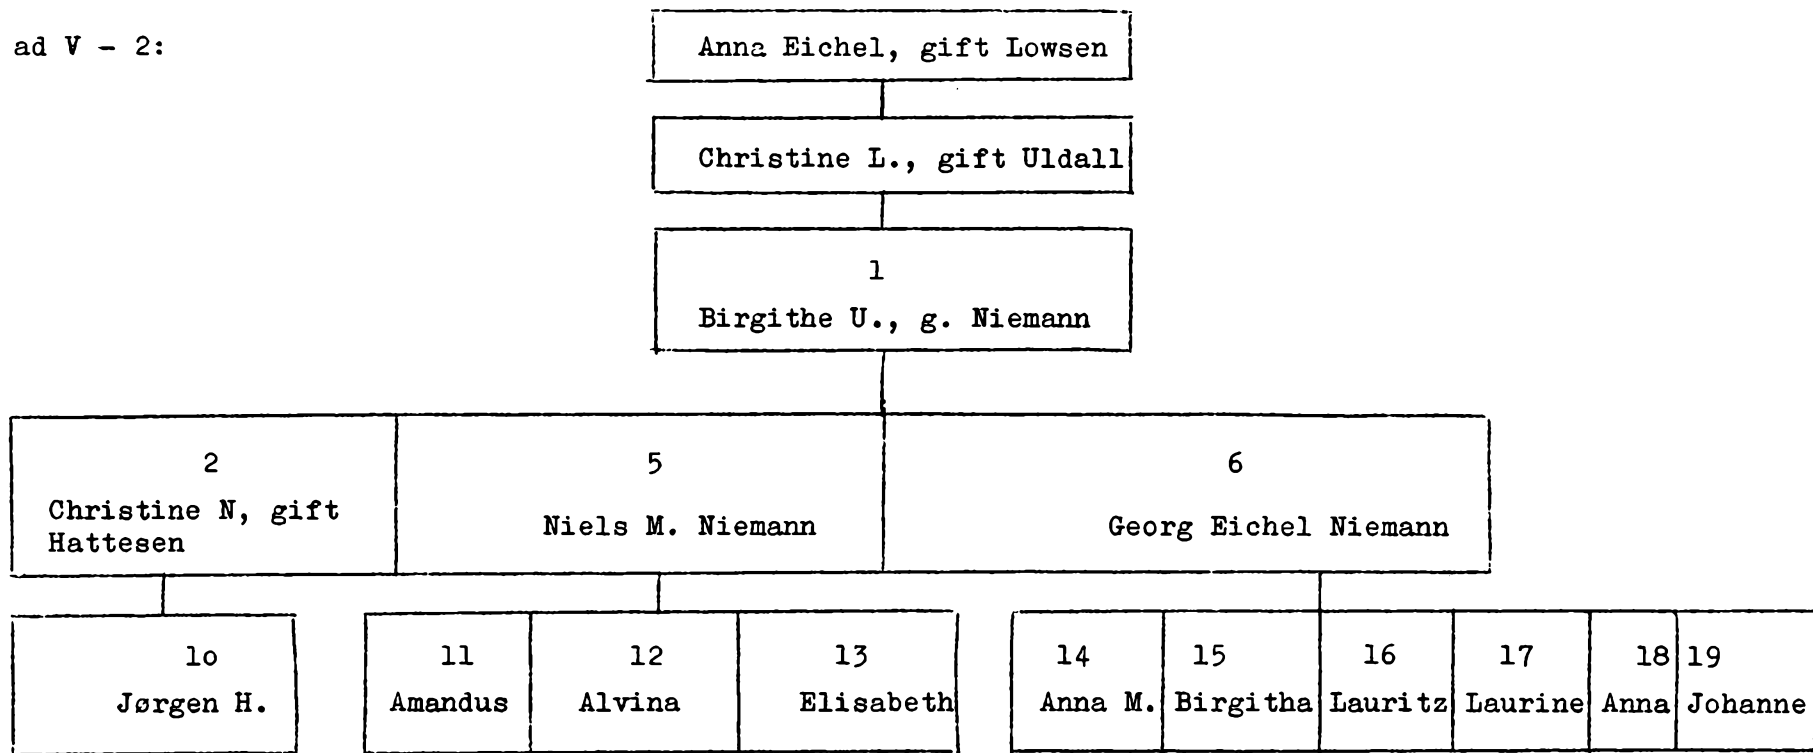 ad V - 2:
Anna Eichel, gift Lowsen
Christine L., gift Uldall
1
Birgithe U., g. Niemann
2
Christine N, gift
Hattesen
5
Niels M. Niemann
6
Georg Eichel Niemann
lo
Jørgen H.
11
Amandus
12
Alvina
13
Elisabeth
14
Anna M.
15
Birgitha
16
Lauritz
17
Laurine
18
Anna
19
Johanne